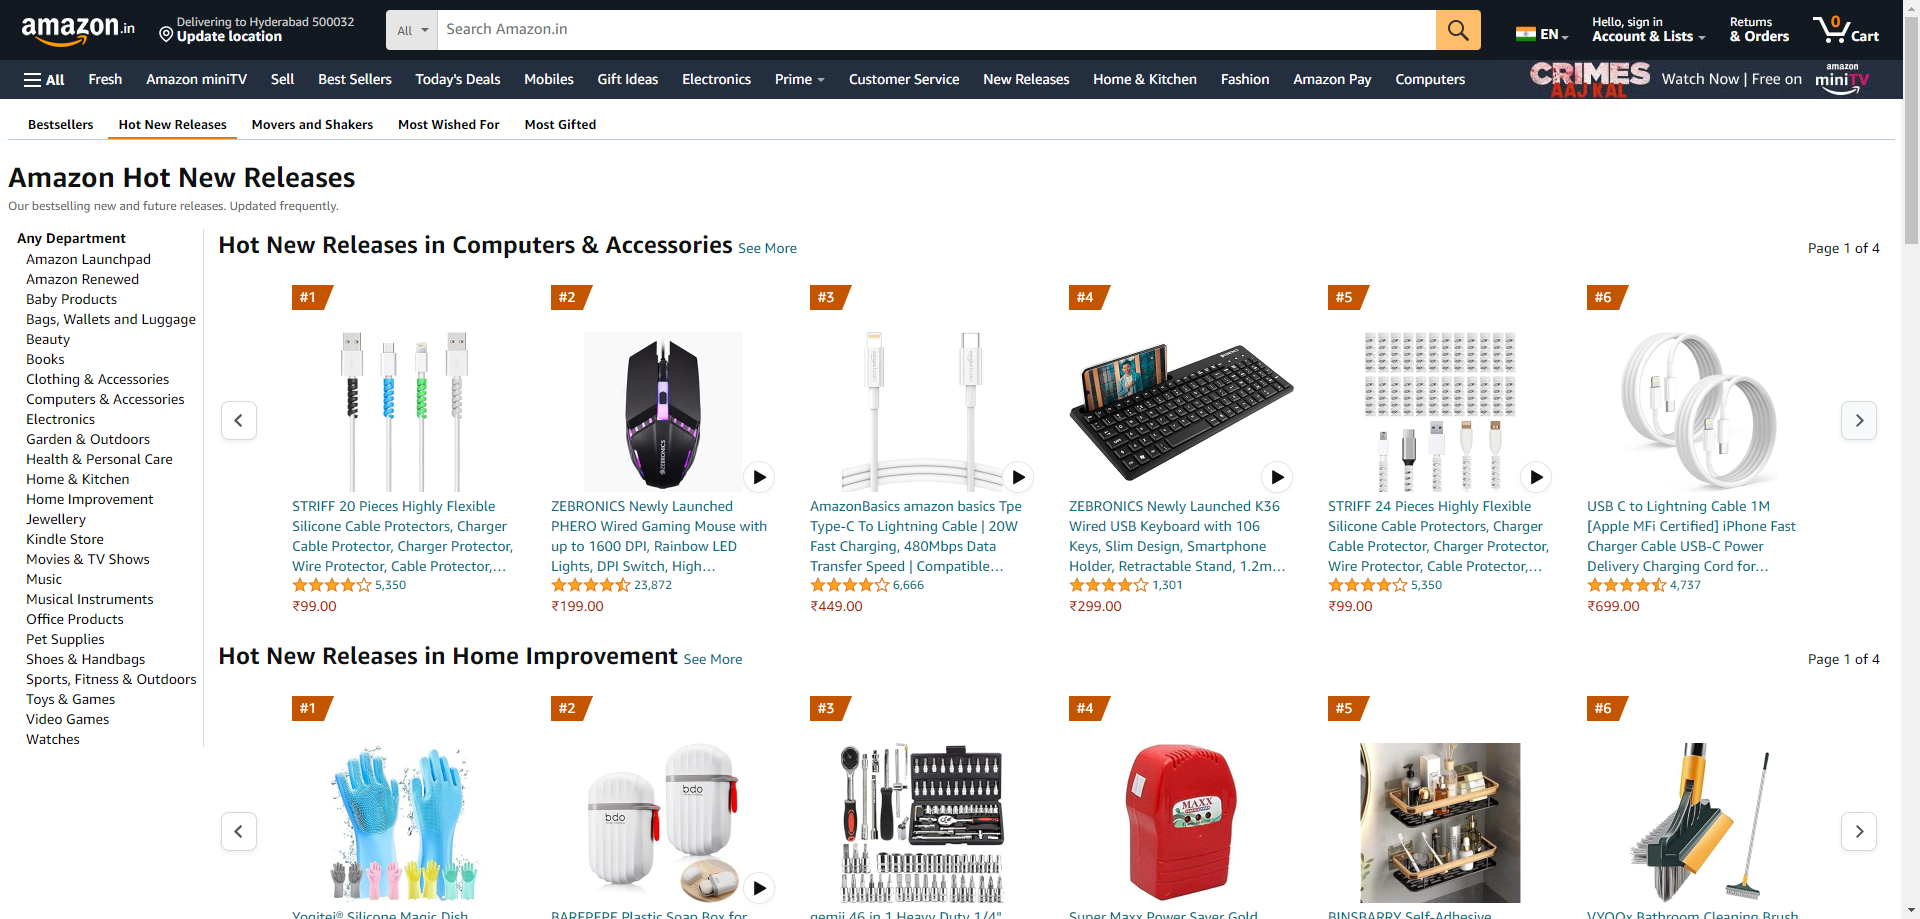 amazon.in
Delivering to Hyderabad 500032
Update location
All
Search Amazon.in
EN
Hello, sign in
Account & Lists
Returns
& Orders
0
Cart
All
Fresh
Amazon miniTV
Sell
Best Sellers
Today's Deals
Mobiles
Gift Ideas
Electronics
Prime
Customer Service
New Releases
Home & Kitchen
Fashion
Amazon Pay
Computers
CRIMES
AAJ KAL
Watch Now | Free on
amazon
miniTV
Bestsellers
Hot New Releases
Movers and Shakers
Most Wished For
Most Gifted
Amazon Hot New Releases
Our bestselling new and future releases. Updated frequently.
Any Department
Amazon Launchpad
Amazon Renewed
Baby Products
Bags, Wallets and Luggage
Beauty
Books
Clothing & Accessories
Computers & Accessories
Electronics
Garden & Outdoors
Health & Personal Care
Home & Kitchen
Home Improvement
Jewellery
Kindle Store
Movies & TV Shows
Music
Musical Instruments
Office Products
Pet Supplies
Shoes & Handbags
Sports, Fitness & Outdoors
Toys & Games
Video Games
Watches
Hot New Releases in Computers & Accessories See More
Page 1 of 4
#1
STRIFF 20 Pieces Highly Flexible
Silicone Cable Protectors, Charger
Cable Protector, Charger Protector,
Wire Protector, Cable Protector,…
5,350
₹99.00
#2
ZEBRONICS
ZEBRONICS Newly Launched
PHERO Wired Gaming Mouse with
up to 1600 DPI, Rainbow LED
Lights, DPI Switch, High…
23,872
₹199.00
#3
AmazonBasics amazon basics Tpe
Type-C To Lightning Cable | 20W
Fast Charging, 480Mbps Data
Transfer Speed | Compatible…
6,666
₹449.00
#4
ZEBRONICS Newly Launched K36
Wired USB Keyboard with 106
Keys, Slim Design, Smartphone
Holder, Retractable Stand, 1.2m…
1,301
₹299.00
#5
STRIFF 24 Pieces Highly Flexible
Silicone Cable Protectors, Charger
Cable Protector, Charger Protector,
Wire Protector, Cable Protector,…
5,350
₹99.00
#6
USB C to Lightning Cable 1M
[Apple MFi Certified] iPhone Fast
Charger Cable USB-C Power
Delivery Charging Cord for…
4,737
₹699.00
Hot New Releases in Home Improvement See More
Page 1 of 4
#1
Yogitei® Silicone Magic Dish
#2
bdo
bdo
BAREPEPE Plastic Soap Box for
#3
gemii 46 in 1 Heavy Duty 1/4"
#4
MAXX
Super Maxx Power Saver Gold
#5
BINSBARRY Self-Adhesive
#6
VYOOx Bathroom Cleaning Brush